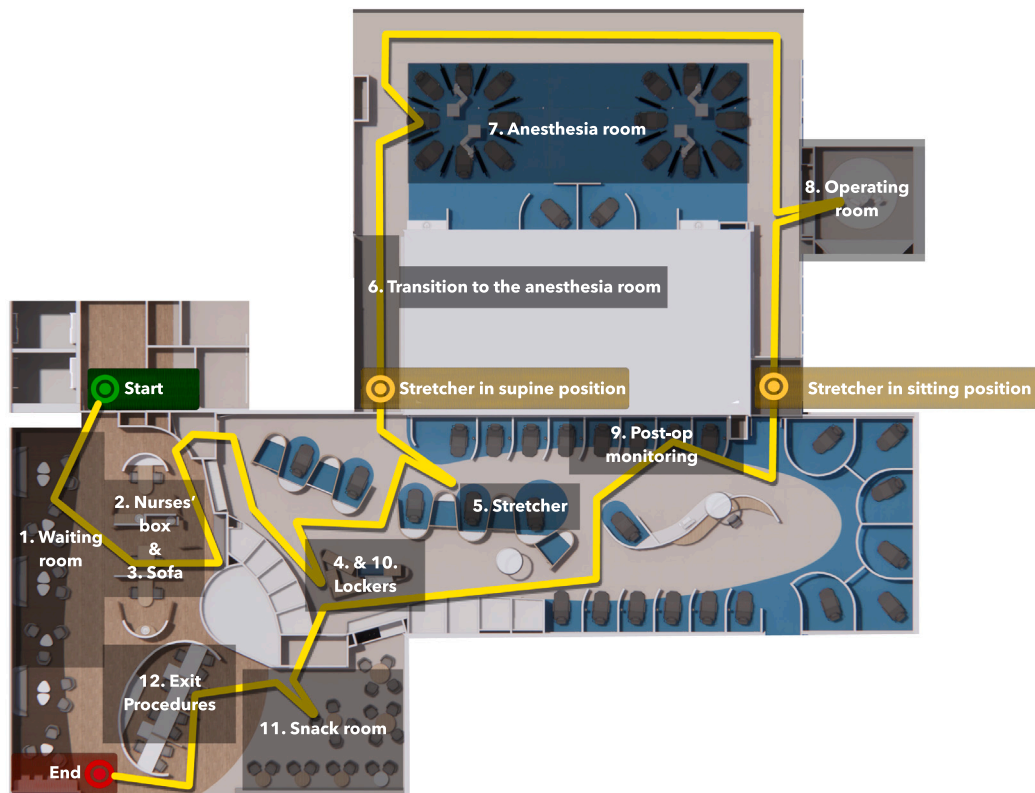 7. Anesthesia room
8. Operating
room
6. Transition to the anesthesia room
Start
Stretcher in supine position
Stretcher in sitting position
9. Post-op
monitoring
2. Nurses’
box
&
3. Sofa
1. Waiting
room
5. Stretcher
4. & 10.
Lockers
12. Exit
Procedures
11. Snack room
End